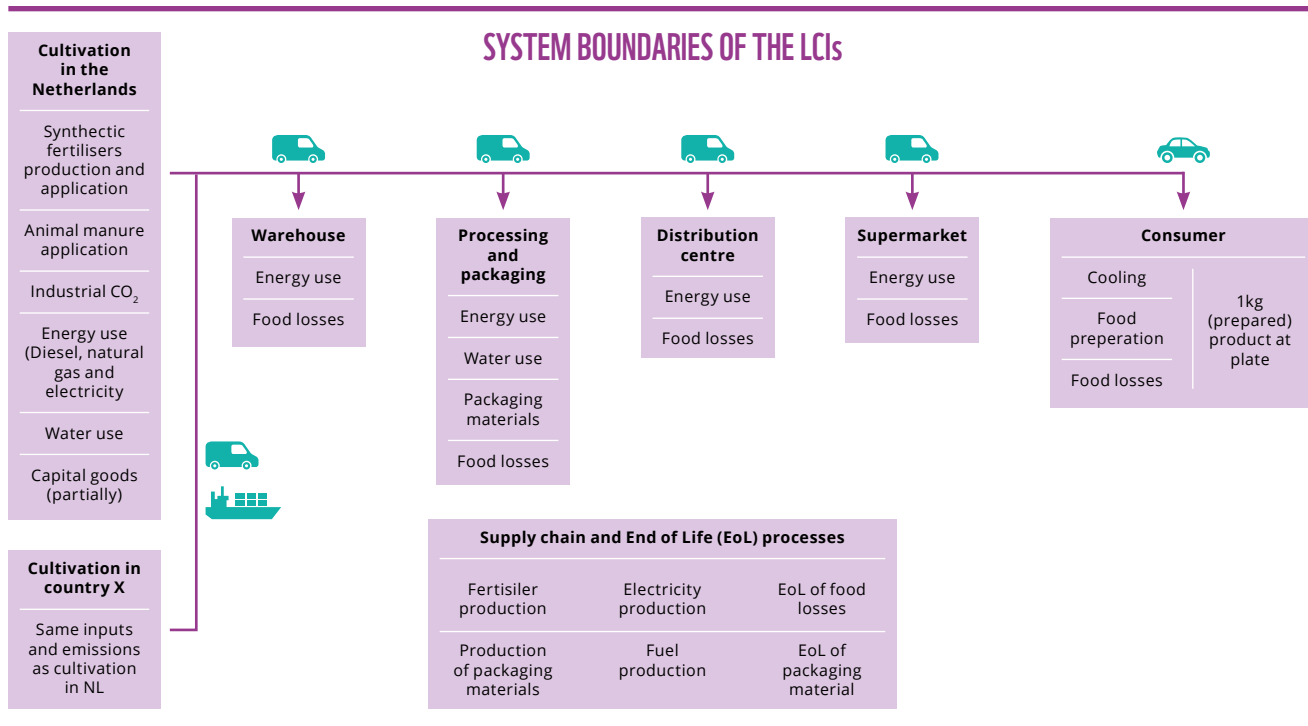 SYSTEM BOUNDARIES OF THE LCIs
Cultivation
in the
Netherlands
Synthectic
fertilisers
production and
application
Animal manure
application
Industrial CO₂
Energy use
(Diesel, natural
gas and
electricity
Water use
Capital goods
(partially)
Cultivation in
country X
Same inputs
and emissions
as cultivation
in NL
Warehouse
Energy use
Food losses
Processing
and
packaging
Energy use
Water use
Packaging
materials
Food losses
Distribution
centre
Energy use
Food losses
Supermarket
Energy use
Food losses
Consumer
Cooling
Food
preparation
Food losses
1kg
(prepared)
product at
plate
Supply chain and End of Life (EoL) processes
Fertisiler
production
Electricity
production
EoL of food
losses
Production
of packaging
materials
Fuel
production
EoL of
packaging
material